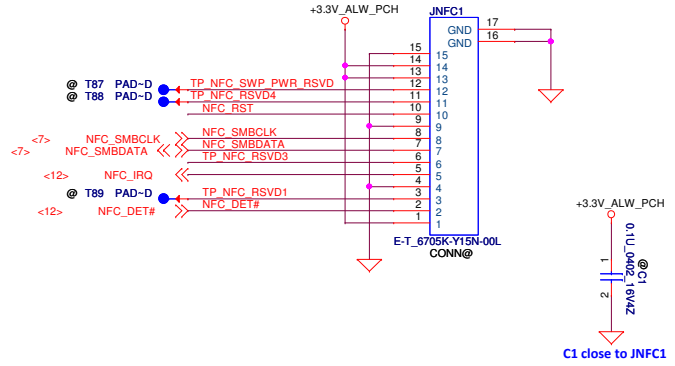 +3.3V_ALW_PCH
JNFC1
GND 17
GND 16
15 15
14 14
13 13
@ T87 PAD~D TP_NFC_SWP_PWR_RSVD 12 12
@ T88 PAD~D TP_NFC_RSVD4 11 11
NFC_RST 10 10
9 9
<7> NFC_SMBCLK NFC_SMBCLK 8 8
<7> NFC_SMBDATA NFC_SMBDATA 7 7
TP_NFC_RSVD3 6 6
<12> NFC_IRQ 5 5
4 4
@ T89 PAD~D TP_NFC_RSVD1 3 3
<12> NFC_DET# NFC_DET# 2 2
1 1
E-T_6705K-Y15N-00L
CONN@
+3.3V_ALW_PCH
1
2
@C1
0.1U_0402_16V4Z
C1 close to JNFC1